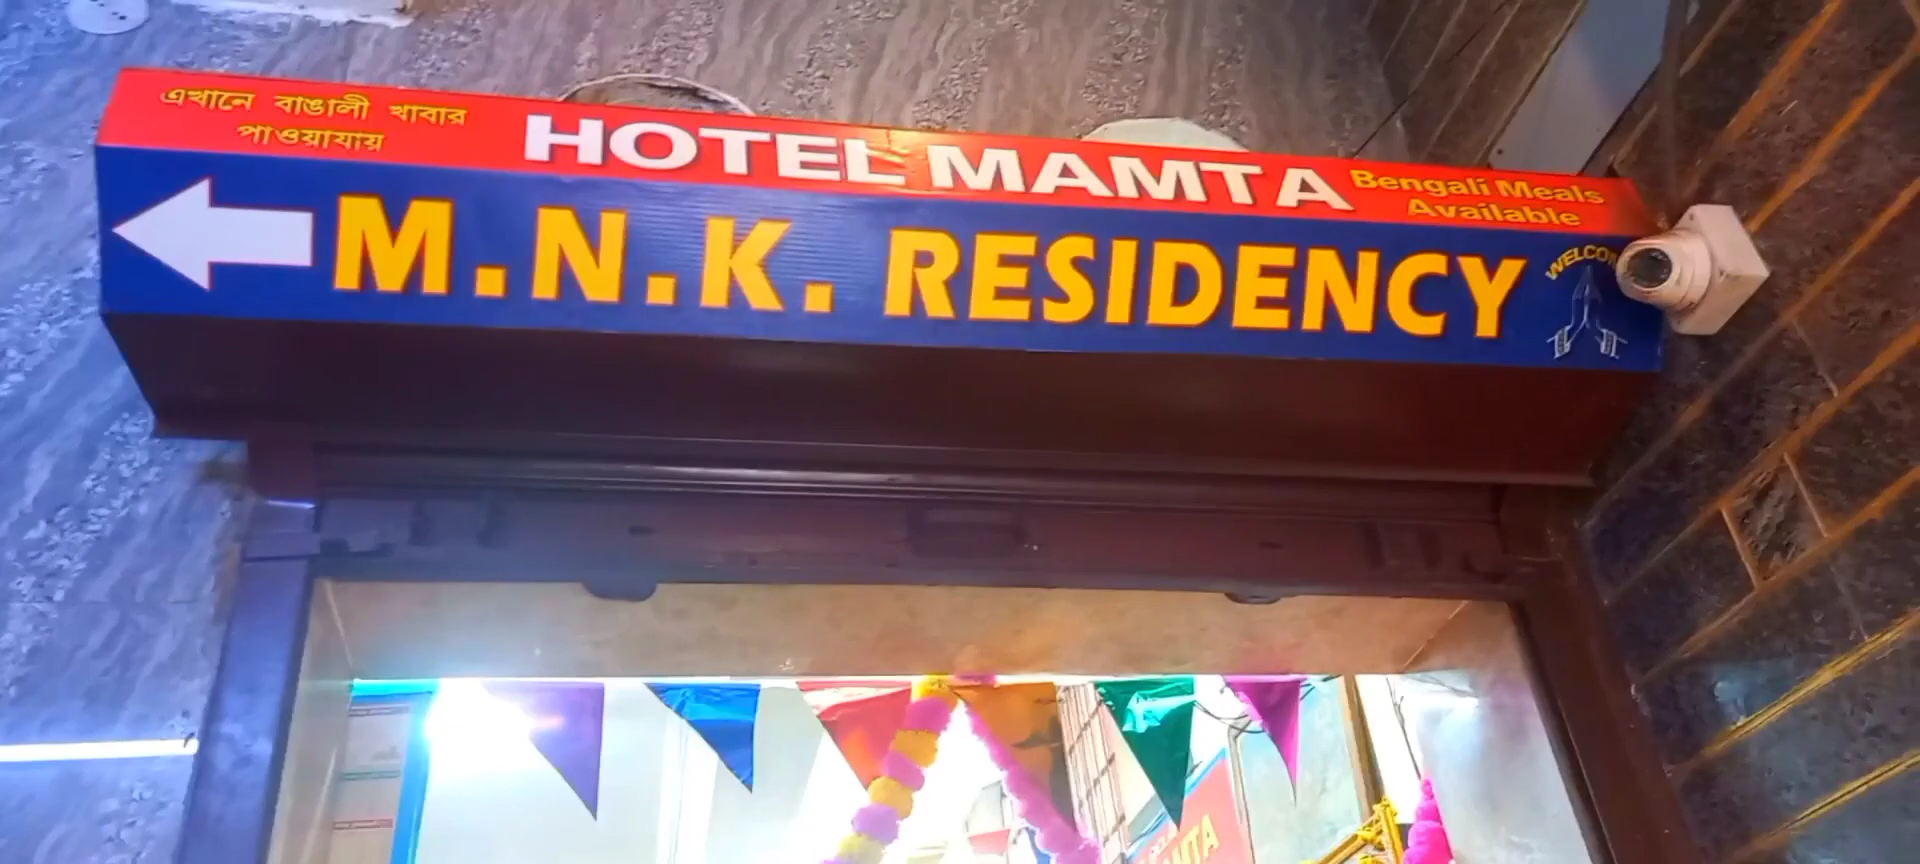 এখানে বাঙালী খাবার
পাওয়াযায়
HOTEL MAMTA
Bengali Meals
Available
M.N.K. RESIDENCY